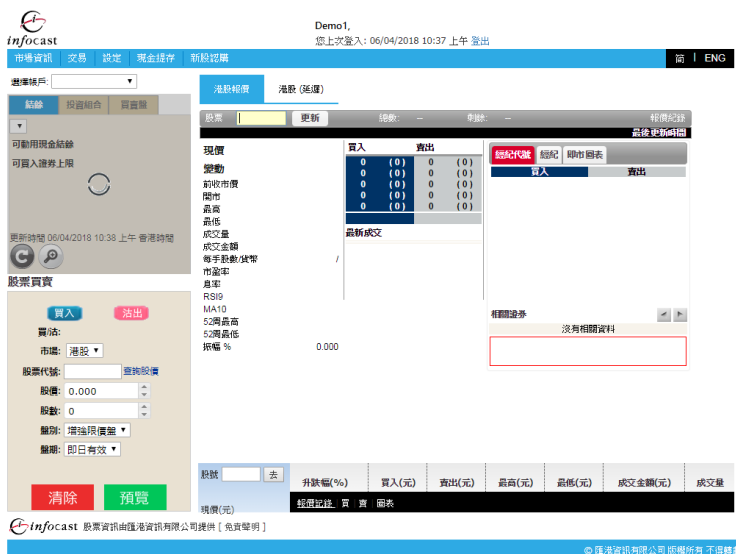 infocast
Demo1,
您上次登入: 06/04/2018 10:37 上午 登出
市場資訊 交易 設定 現金提存 新股認購 简 | ENG
選擇帳戶:
結餘 投資組合 買賣盤
可動用現金結餘
可買入證券上限
更新時間 06/04/2018 10:38 上午 香港時間
股票買賣
買入 沽出
買/沽:
市場: 港股
股票代號: 查詢股價
股價: 0.000
股數: 0
盤別: 增強限價盤
盤期: 即日有效
清除 預覽
港股報價 港股 (延遲)
股票 更新 總數: – 剩餘: – 報價紀錄
最後更新時間
現價
變動
前收市價
開市
最高
最低
成交量
成交金額
每手股數/貨幣 /
市盈率
息率
RSI9
MA10
52周最高
52周最低
振幅 % 0.000
買入 賣出
0 (0) 0 (0)
0 (0) 0 (0)
0 (0) 0 (0)
0 (0) 0 (0)
0 (0) 0 (0)
最新成交
經紀代號 經紀 即市圖表
買入 賣出
相關證券
沒有相關資料
股號 去
現價(元)
升跌幅(%) 買入(元) 賣出(元) 最高(元) 最低(元) 成交金額(元) 成交量
報價記錄 | 買 | 賣 | 圖表
infocast 股票資訊由匯港資訊有限公司提供 [ 免責聲明 ]
© 匯港資訊有限公司 版權所有 不得轉